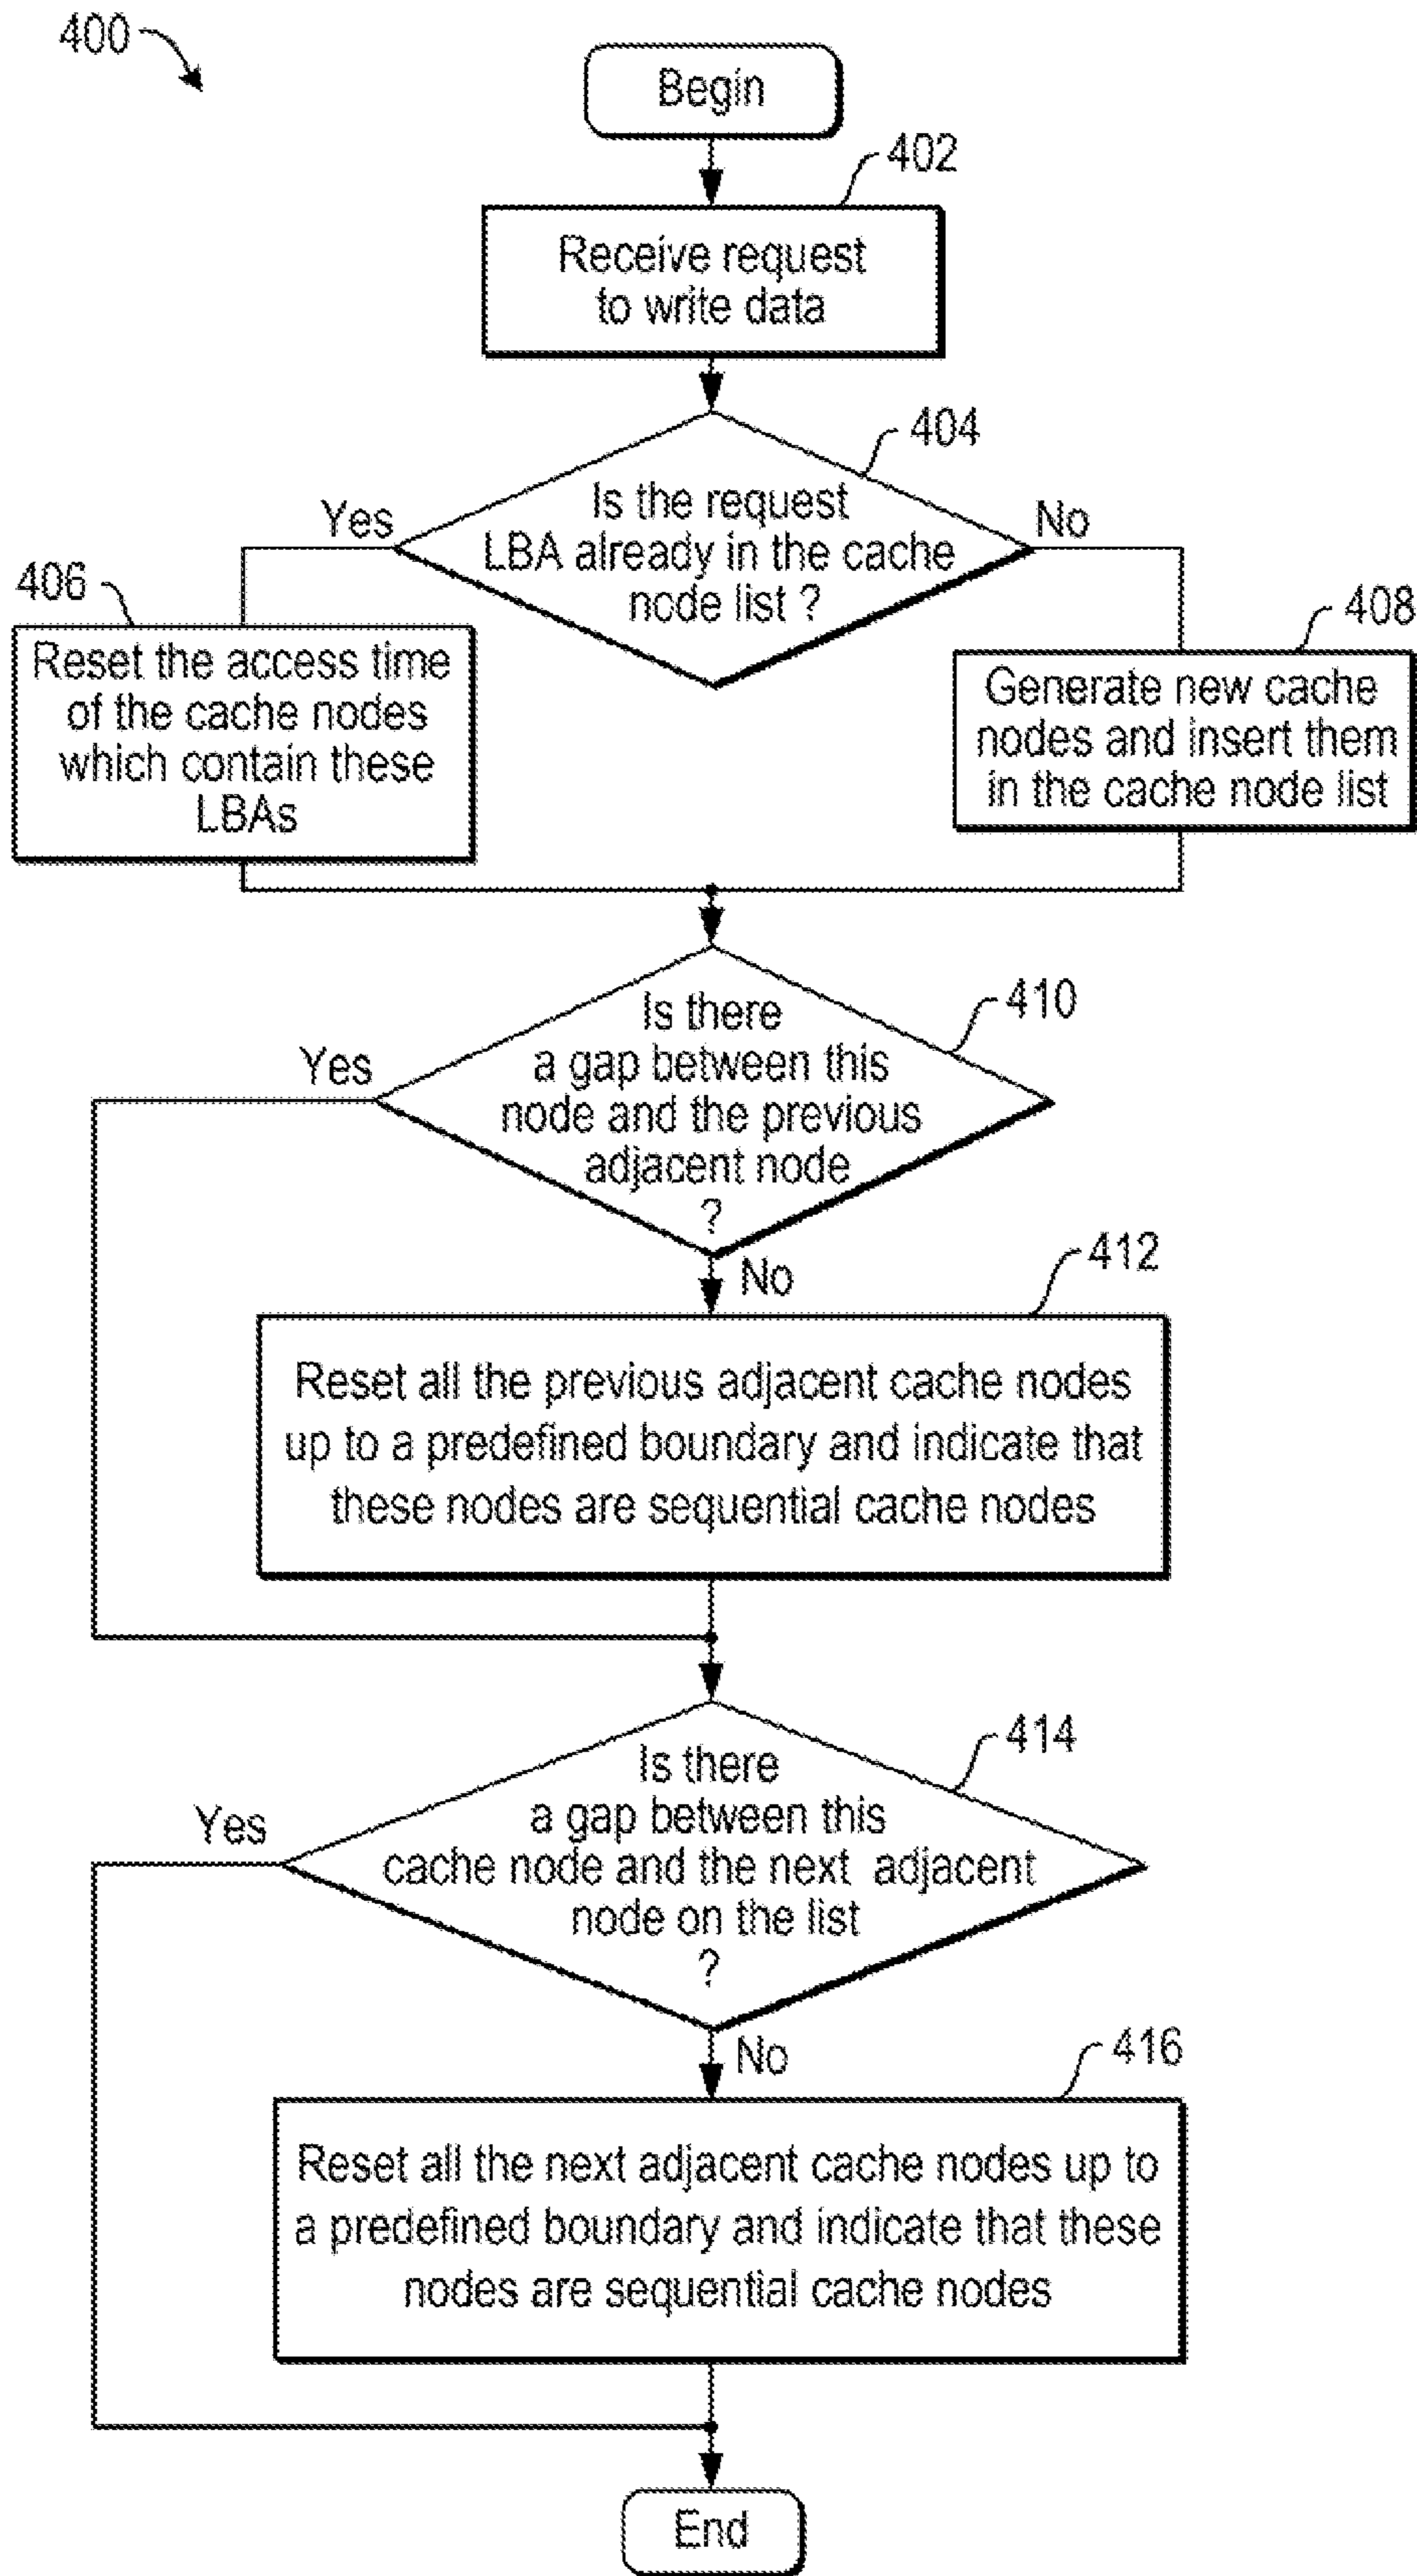 400
Begin
402
Receive request
to write data
404
Is the request
LBA already in the cache
node list ?
Yes
No
406
Reset the access time
of the cache nodes
which contain these
LBAs
408
Generate new cache
nodes and insert them
in the cache node list
410
Is there
a gap between this
node and the previous
adjacent node
?
Yes
No
412
Reset all the previous adjacent cache nodes
up to a predefined boundary and indicate that
these nodes are sequential cache nodes
414
Is there
a gap between this
cache node and the next adjacent
node on the list
?
Yes
No
416
Reset all the next adjacent cache nodes up to
a predefined boundary and indicate that these
nodes are sequential cache nodes
End